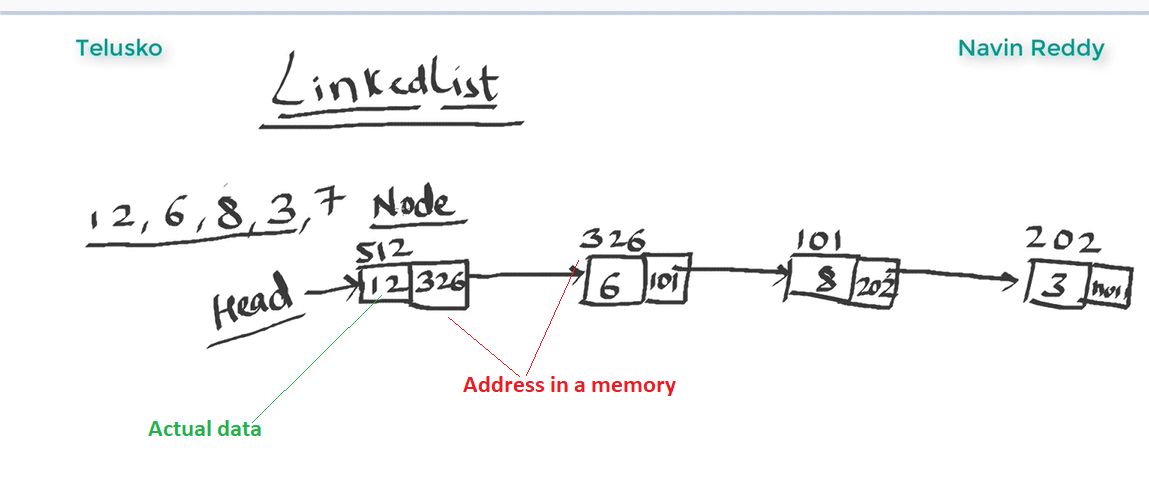 Telusko
Navin Reddy
LinkedList
12, 6, 8, 3, 7 Node
512
326
101
202
Head
12 326
6 101
8 202
3 null
Address in a memory
Actual data